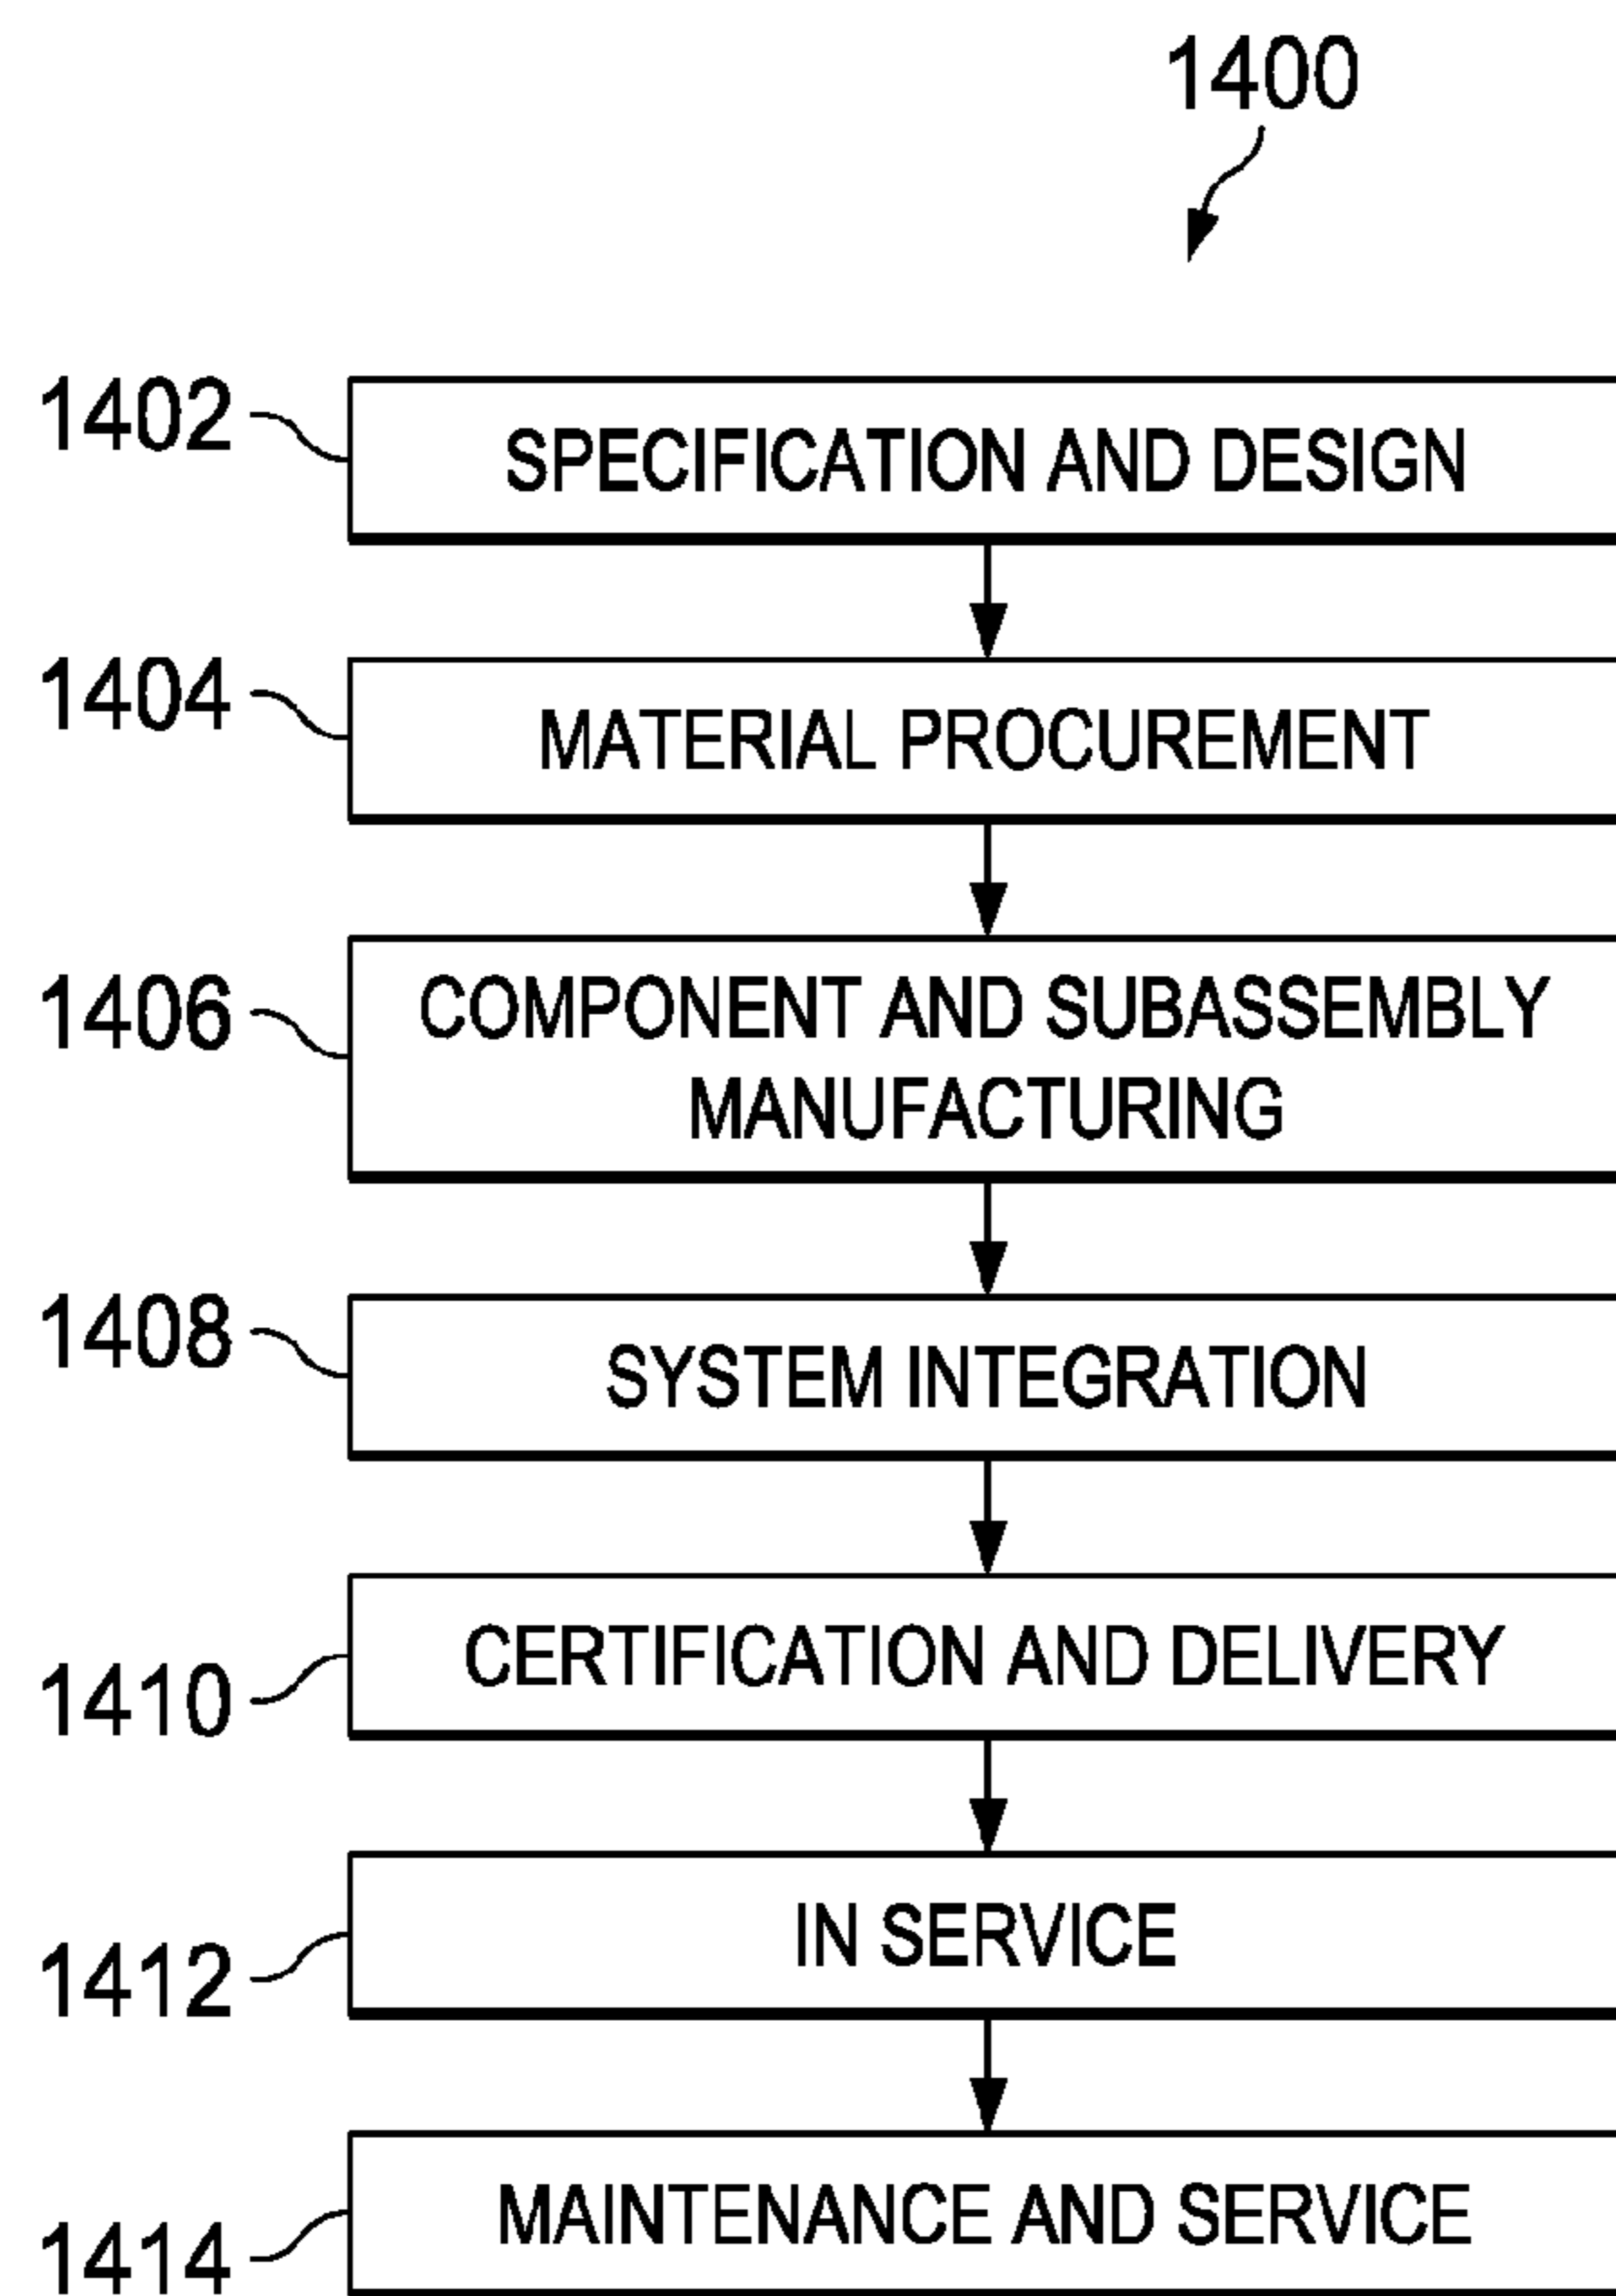 1400
1402
SPECIFICATION AND DESIGN
1404
MATERIAL PROCUREMENT
1406
COMPONENT AND SUBASSEMBLY
MANUFACTURING
1408
SYSTEM INTEGRATION
1410
CERTIFICATION AND DELIVERY
1412
IN SERVICE
1414
MAINTENANCE AND SERVICE